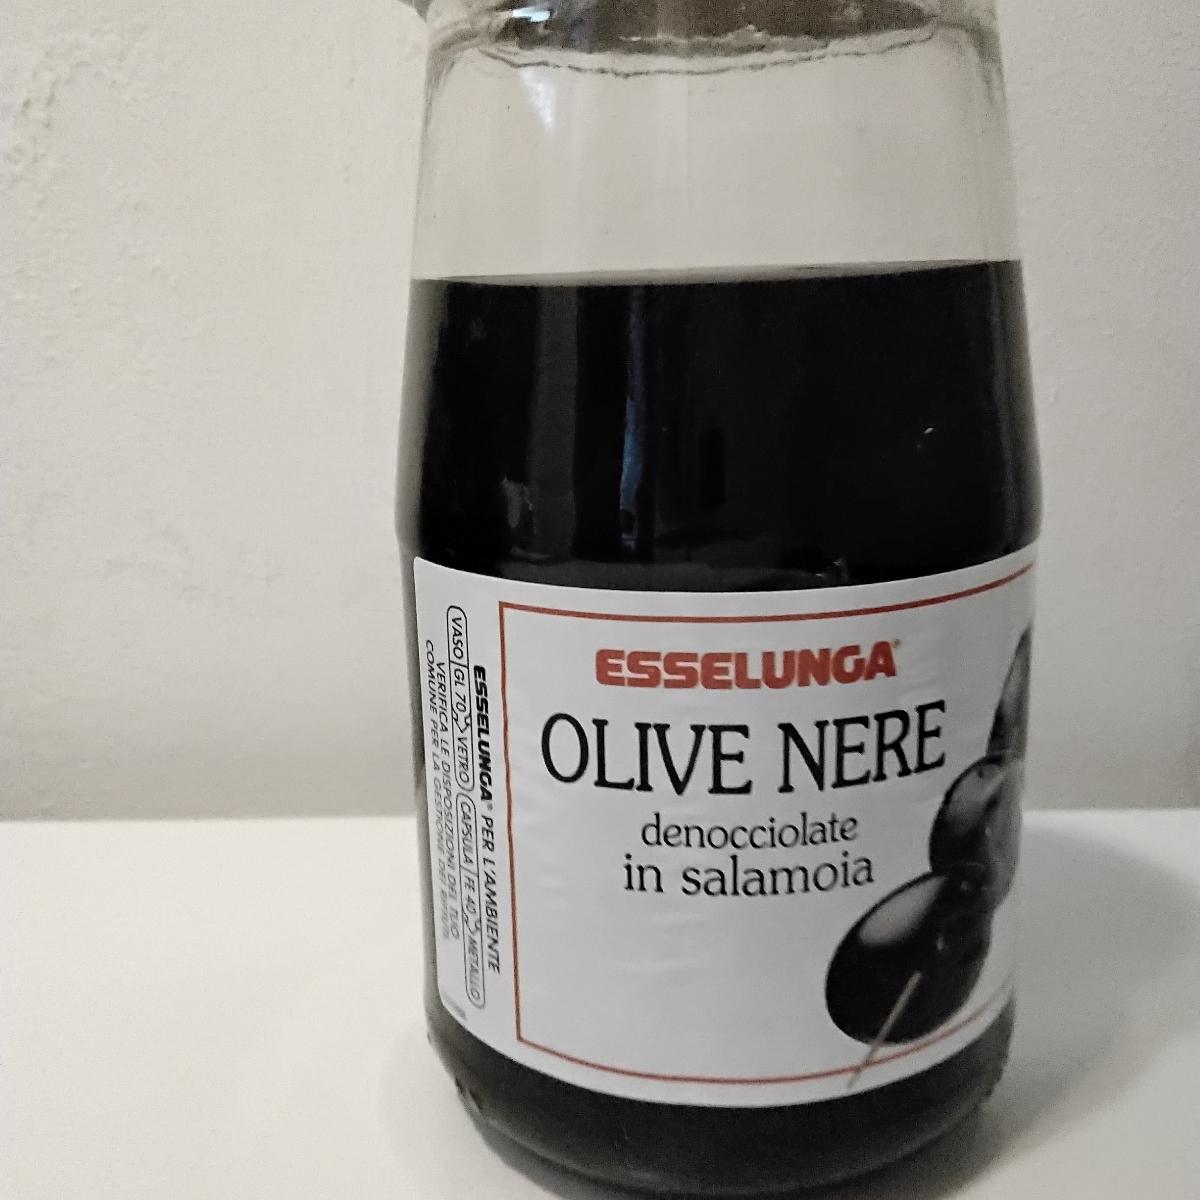 ESSELUNGA®
OLIVE NERE
denocciolate
in salamoia
ESSELUNGA® PER L'AMBIENTE
VASO GL 70 VETRO CAPSULA FE 40 METALLO
VERIFICA LE DISPOSIZIONI DEL TUO
COMUNE PER LA GESTIONE DEI RIFIUTI